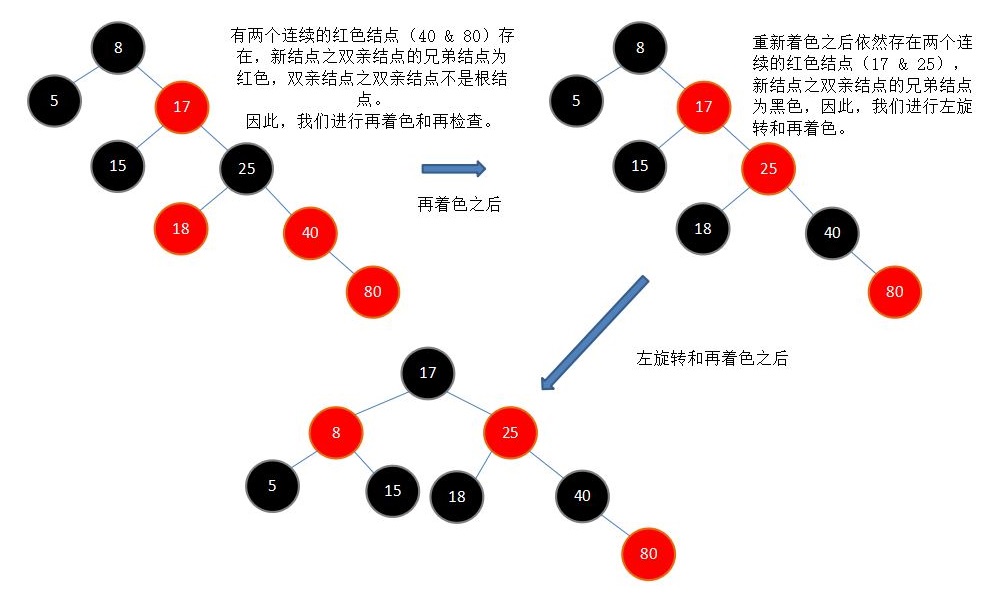 8
5
17
15
25
18
40
80
有两个连续的红色结点（40 & 80）存
在，新结点之双亲结点的兄弟结点为
红色，双亲结点之双亲结点不是根结
点。
因此，我们进行再着色和再检查。
再着色之后
8
5
17
15
25
18
40
80
重新着色之后依然存在两个连
续的红色结点（17 & 25），
新结点之双亲结点的兄弟结点
为黑色，因此，我们进行左旋
转和再着色。
左旋转和再着色之后
17
8
25
5
15
18
40
80